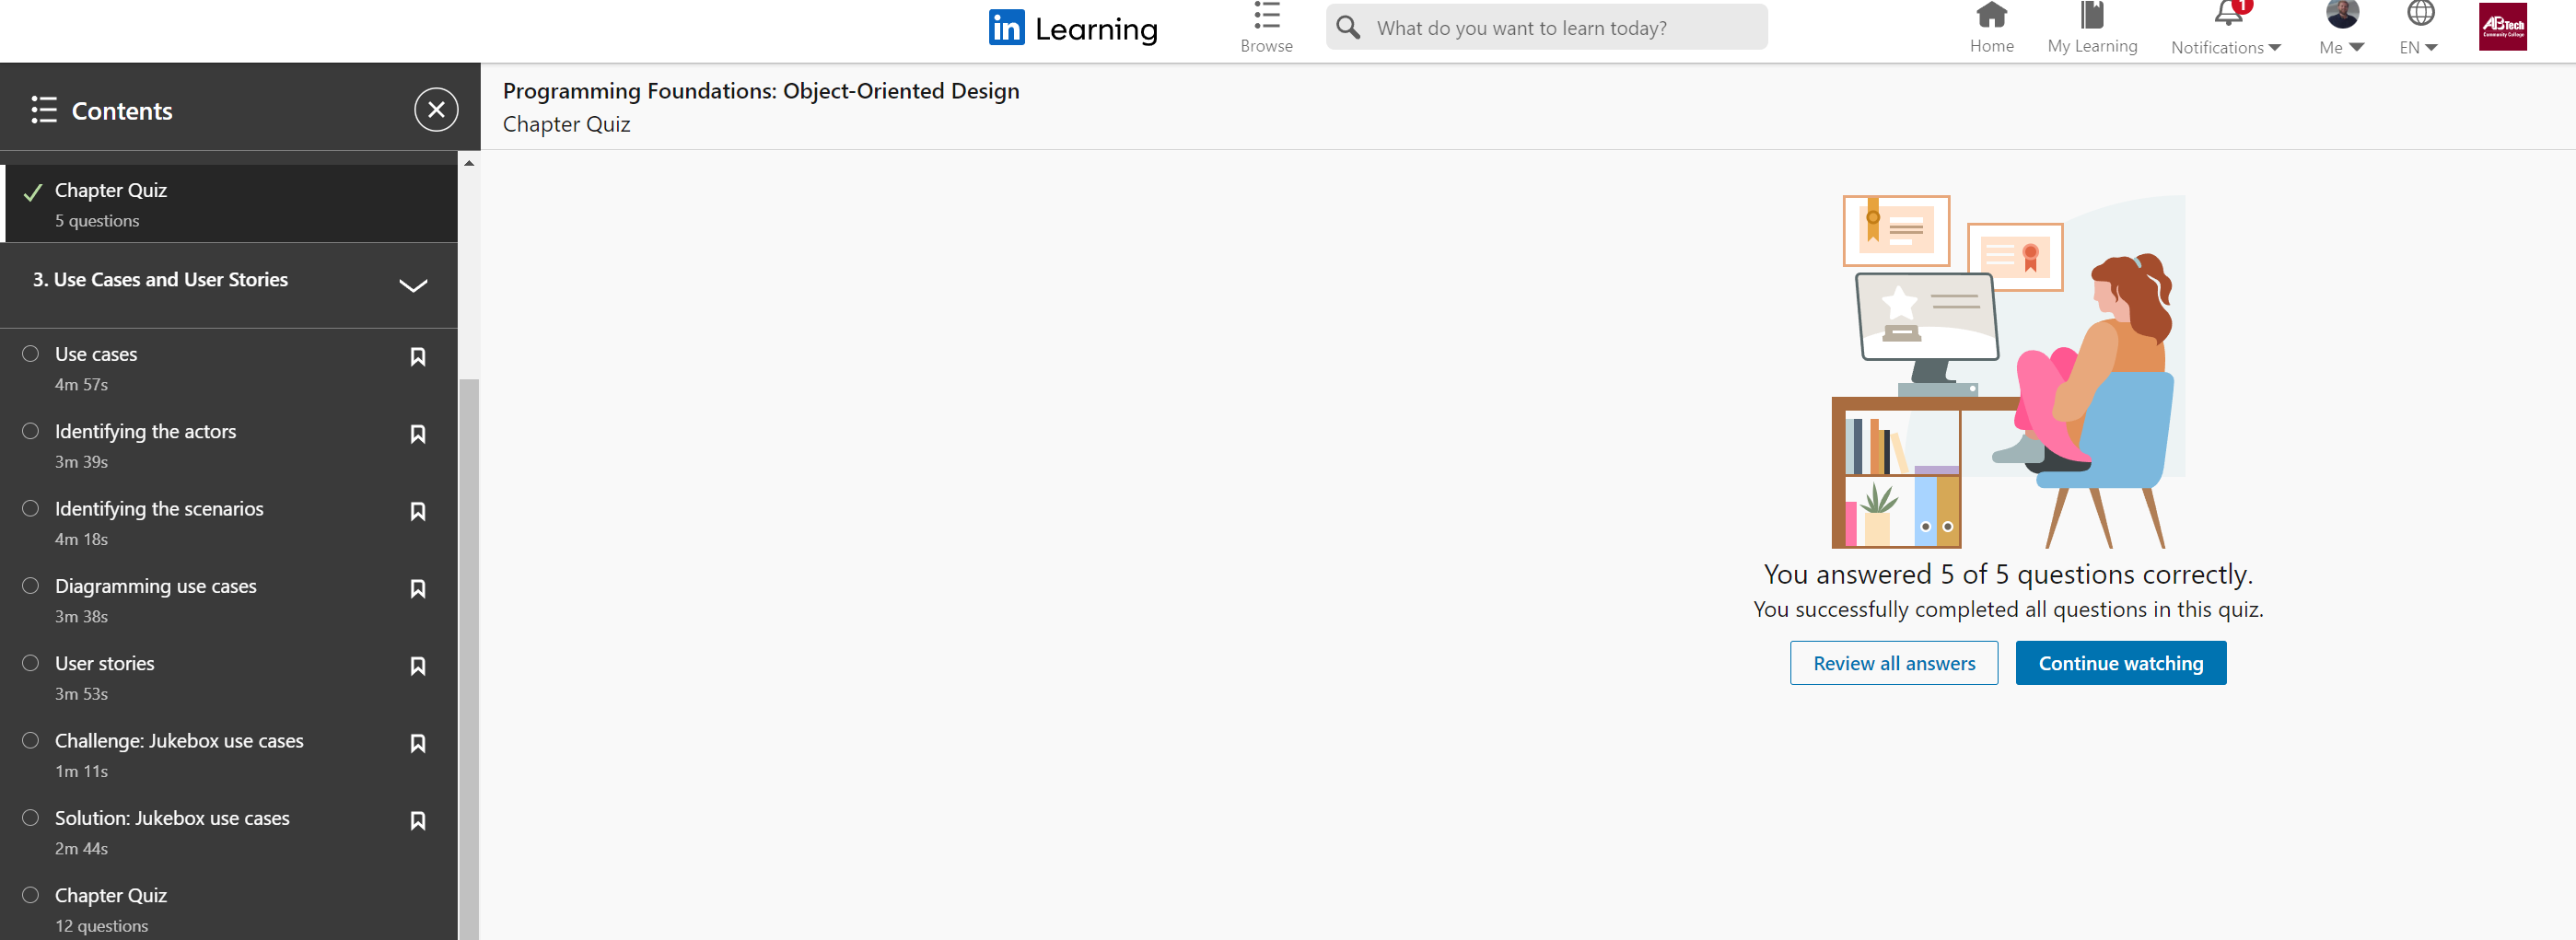 in Learning
Browse
What do you want to learn today?
Home
My Learning
1
Notifications
Me
EN
ABTech
Community College
Contents
Programming Foundations: Object-Oriented Design
Chapter Quiz
Chapter Quiz
5 questions
3. Use Cases and User Stories
Use cases
4m 57s
Identifying the actors
3m 39s
Identifying the scenarios
4m 18s
Diagramming use cases
3m 38s
User stories
3m 53s
Challenge: Jukebox use cases
1m 11s
Solution: Jukebox use cases
2m 44s
Chapter Quiz
12 questions
You answered 5 of 5 questions correctly.
You successfully completed all questions in this quiz.
Review all answers
Continue watching